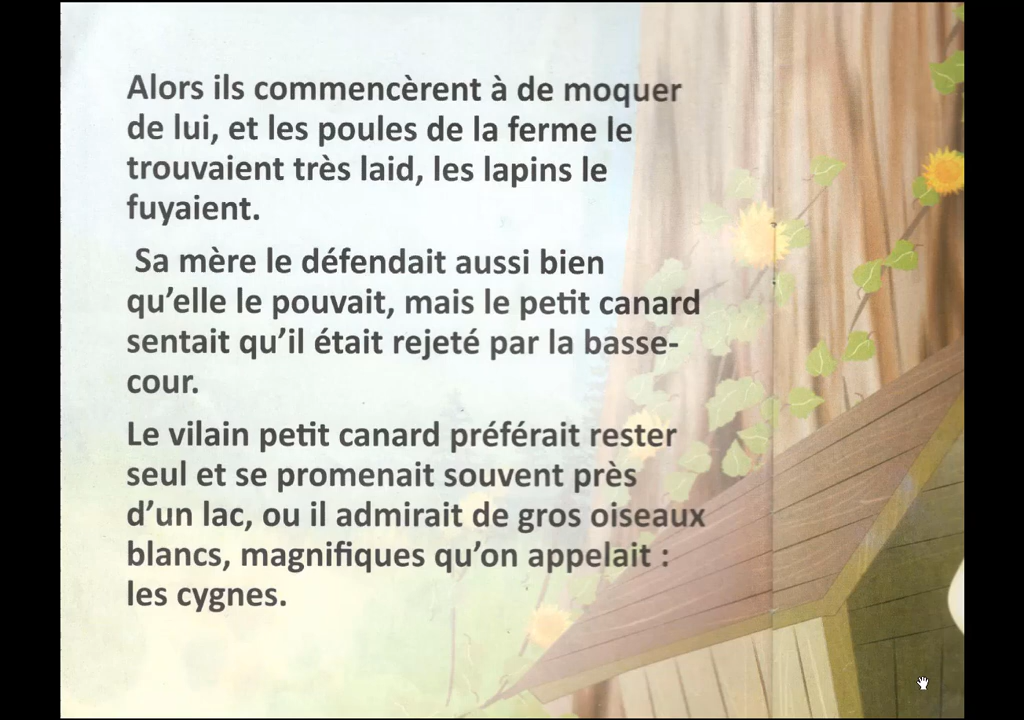 Alors ils commencèrent à de moquer
de lui, et les poules de la ferme le
trouvaient très laid, les lapins le
fuyaient.
Sa mère le défendait aussi bien
qu’elle le pouvait, mais le petit canard
sentait qu’il était rejeté par la basse-
cour.
Le vilain petit canard préférait rester
seul et se promenait souvent près
d’un lac, ou il admirait de gros oiseaux
blancs, magnifiques qu’on appelait :
les cygnes.